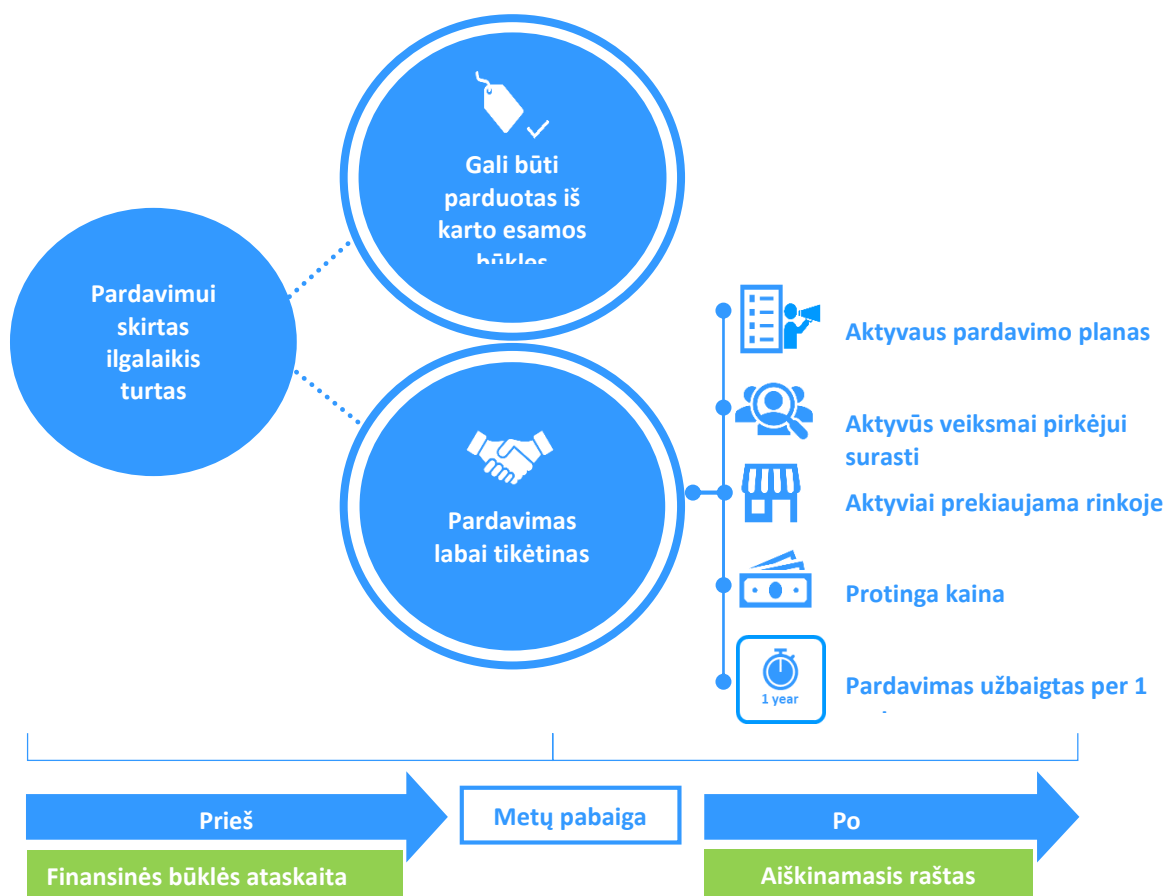 Gali būti
parduotas iš
karto esamos
Pardavimui
skirtas
ilgalaikis
turtas
Pardavimas
labai tikėtinas
Aktyvaus pardavimo planas
Aktyvūs veiksmai pirkėjui
surasti
Aktyviai prekiaujama rinkoje
Protinga kaina
1 year
Pardavimas užbaigtas per 1
Prieš
Metų pabaiga
Po
Finansinės būklės ataskaita
Aiškinamasis raštas